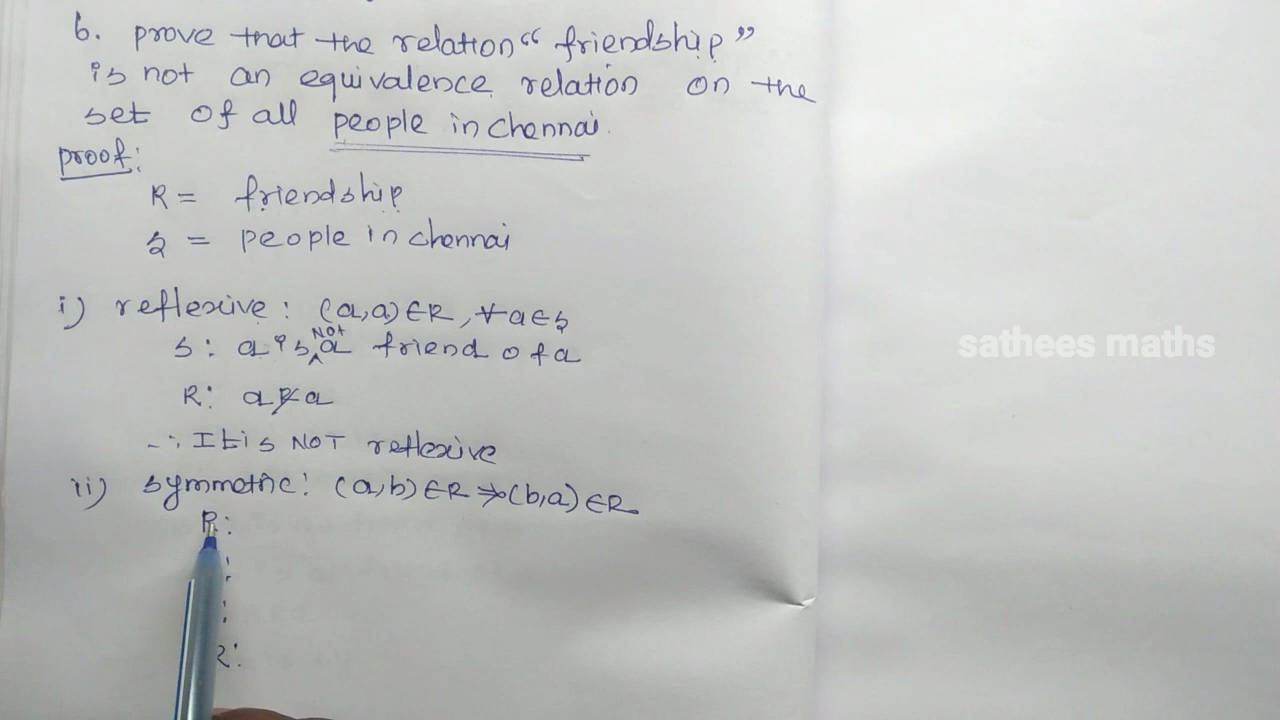 6. prove that the relation “friendship”
is not an equivalence relation on the
set of all people in chennai.
proof:
R = friendship
S = people in chennai
i) reflexive: (a,a)∈R, ∀a∈S
S: a is NOT a friend of a
R: a R̸ a
∴ It is NOT reflexive
ii) symmetric: (a,b)∈R ⇒ (b,a)∈R
R:
:
:
R:
sathees maths